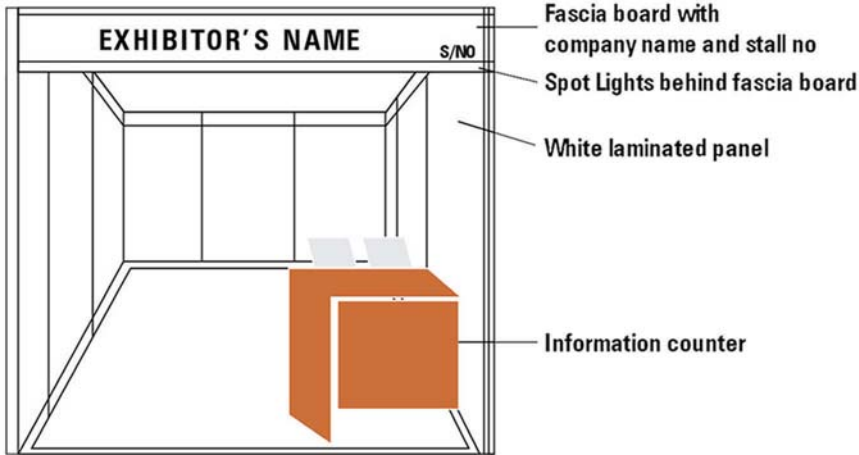 EXHIBITOR'S NAME
S/NO
Fascia board with
company name and stall no
Spot Lights behind fascia board
White laminated panel
Information counter